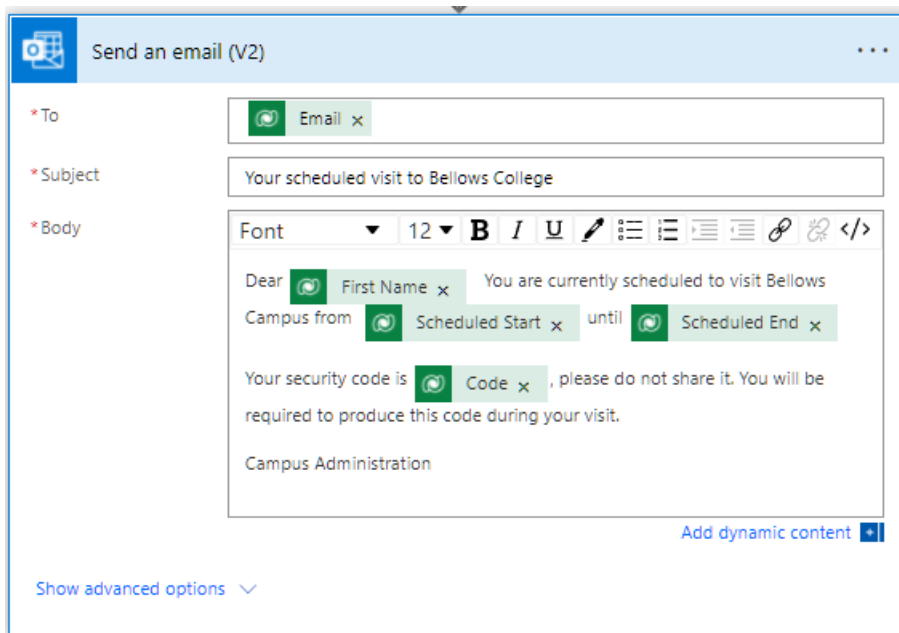 Send an email (V2)
* To
Email ×
* Subject
Your scheduled visit to Bellows College
* Body
Font 12 B I U </>
Dear First Name × You are currently scheduled to visit Bellows
Campus from Scheduled Start × until Scheduled End ×
Your security code is Code × , please do not share it. You will be
required to produce this code during your visit.
Campus Administration
Add dynamic content +
Show advanced options